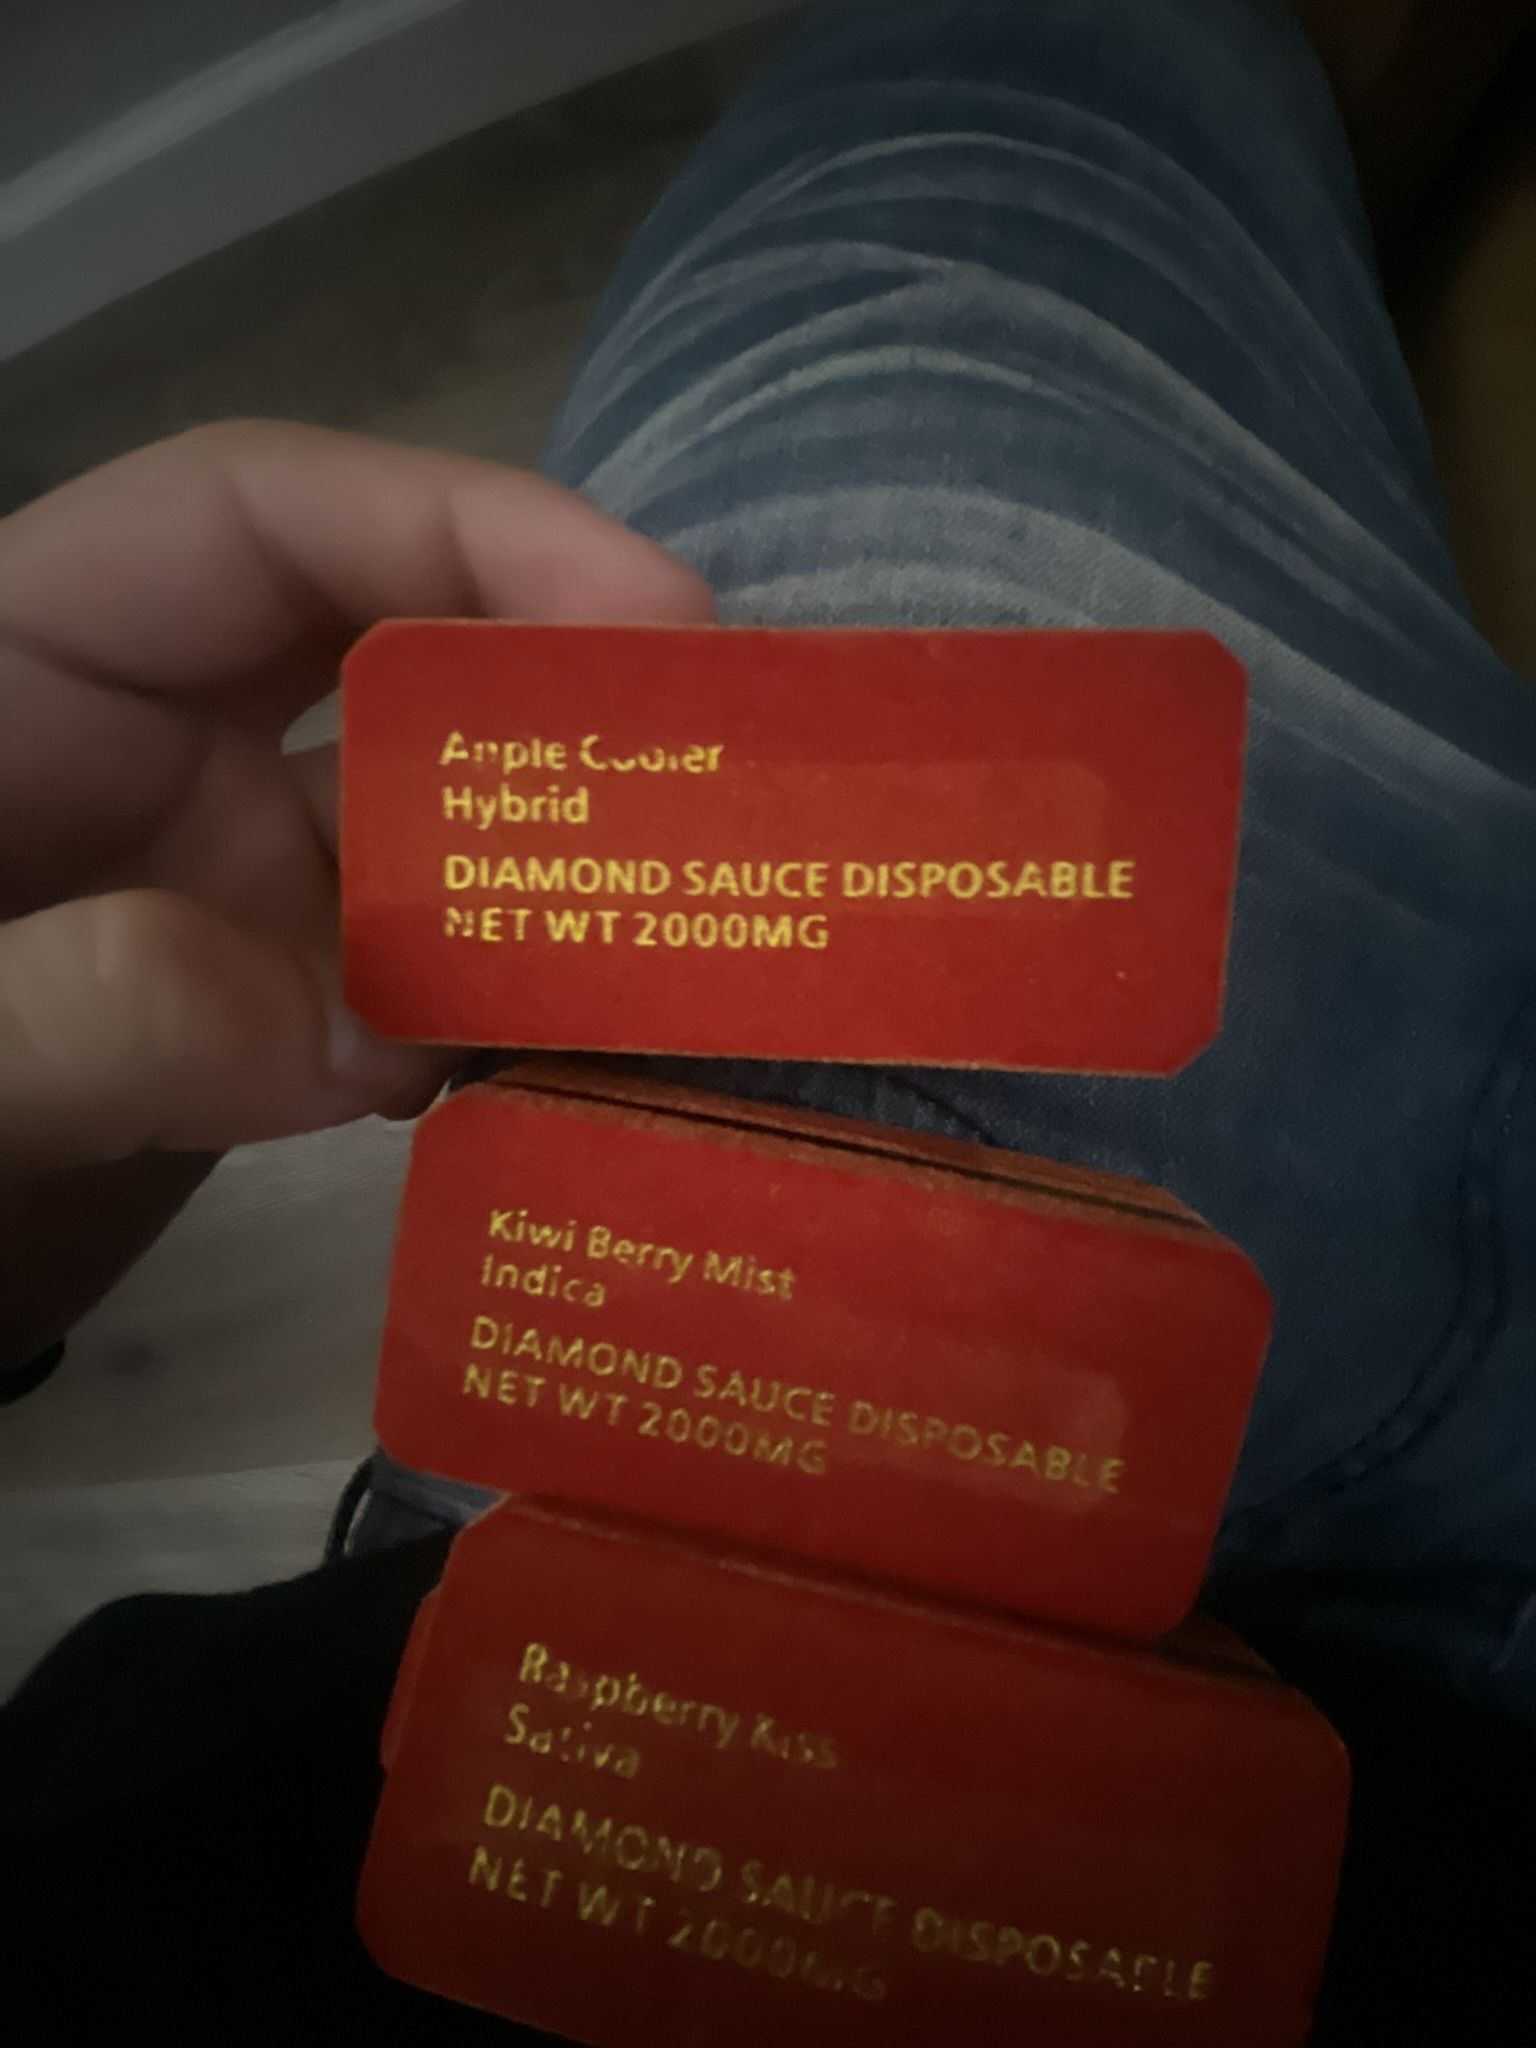 Apple Cooler
Hybrid
DIAMOND SAUCE DISPOSABLE
NET WT 2000MG
Kiwi Berry Mist
Indica
DIAMOND SAUCE DISPOSABLE
NET WT 2000MG
Raspberry Kiss
Sativa
DIAMOND SAUCE DISPOSABLE
NET WT 2000MG